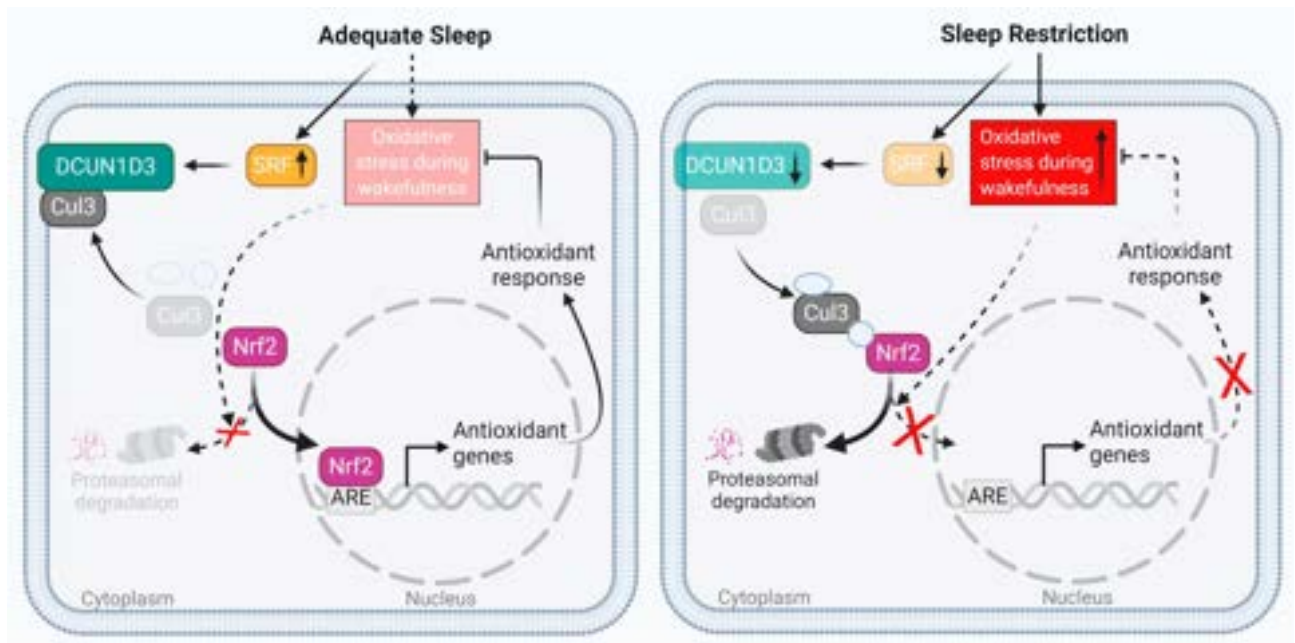 Adequate Sleep
DCUN1D3
SRF
Oxidative
stress during
wakefulness
Cul3
Cul3
Antioxidant
response
Nrf2
Antioxidant
genes
Nrf2
ARE
Proteasomal
degradation
Cytoplasm
Nucleus
Sleep Restriction
DCUN1D3
SRF
Oxidative
stress during
wakefulness
Cul3
Cul3
Antioxidant
response
Nrf2
Antioxidant
genes
Proteasomal
degradation
ARE
Cytoplasm
Nucleus